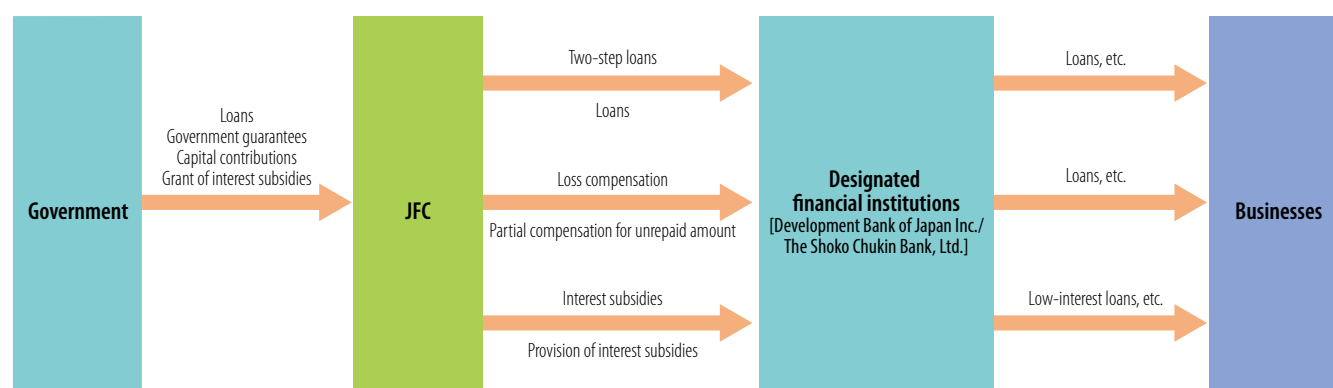 Government
Loans
Government guarantees
Capital contributions
Grant of interest subsidies
JFC
Two-step loans
Loans
Loss compensation
Partial compensation for unrepaid amount
Interest subsidies
Provision of interest subsidies
Designated
financial institutions
[Development Bank of Japan Inc./
The Shoko Chukin Bank, Ltd.]
Loans, etc.
Loans, etc.
Low-interest loans, etc.
Businesses